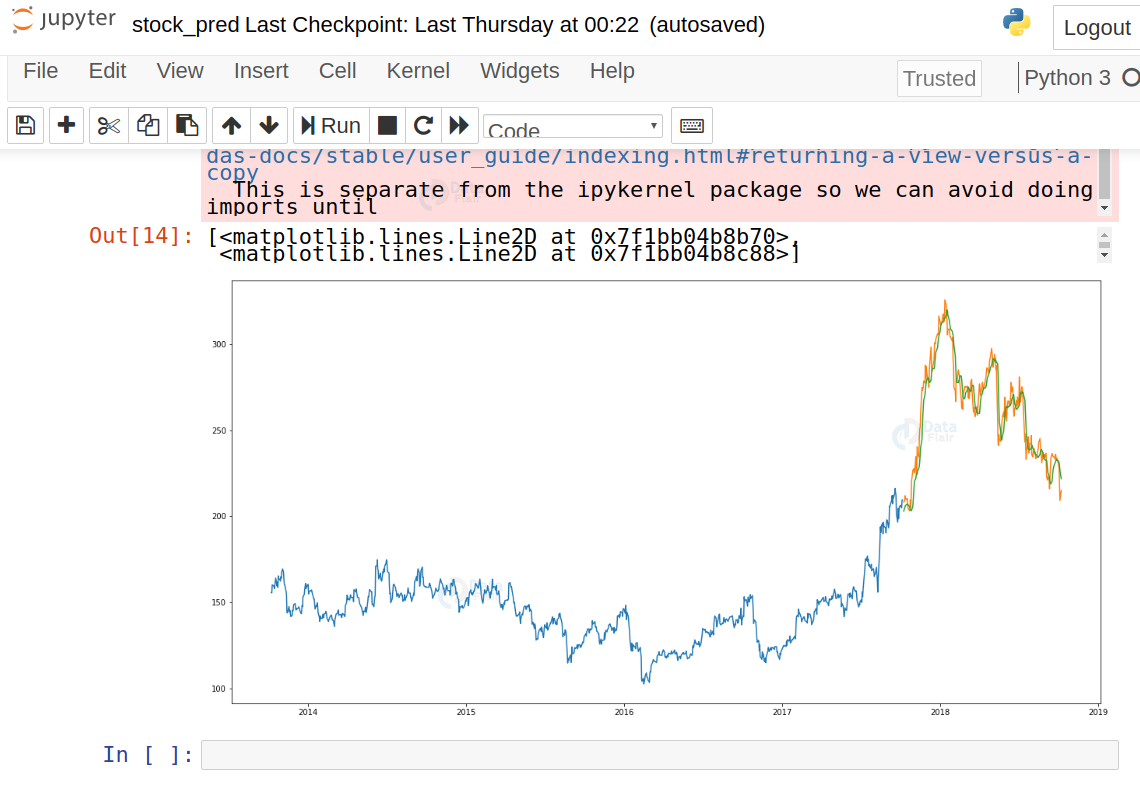 jupyter stock_pred Last Checkpoint: Last Thursday at 00:22 (autosaved)
Logout
File Edit View Insert Cell Kernel Widgets Help
Trusted Python 3
Run Code
das-docs/stable/user_guide/indexing.html#returning-a-view-versus-a-
copy
This is separate from the ipykernel package so we can avoid doing
imports until
Out[14]: [<matplotlib.lines.Line2D at 0x7f1bb04b8b70>,
<matplotlib.lines.Line2D at 0x7f1bb04b8c88>]
300
250
Data
Flair
200
150
100
2014 2015 2016 2017 2018 2019
In [ ]: